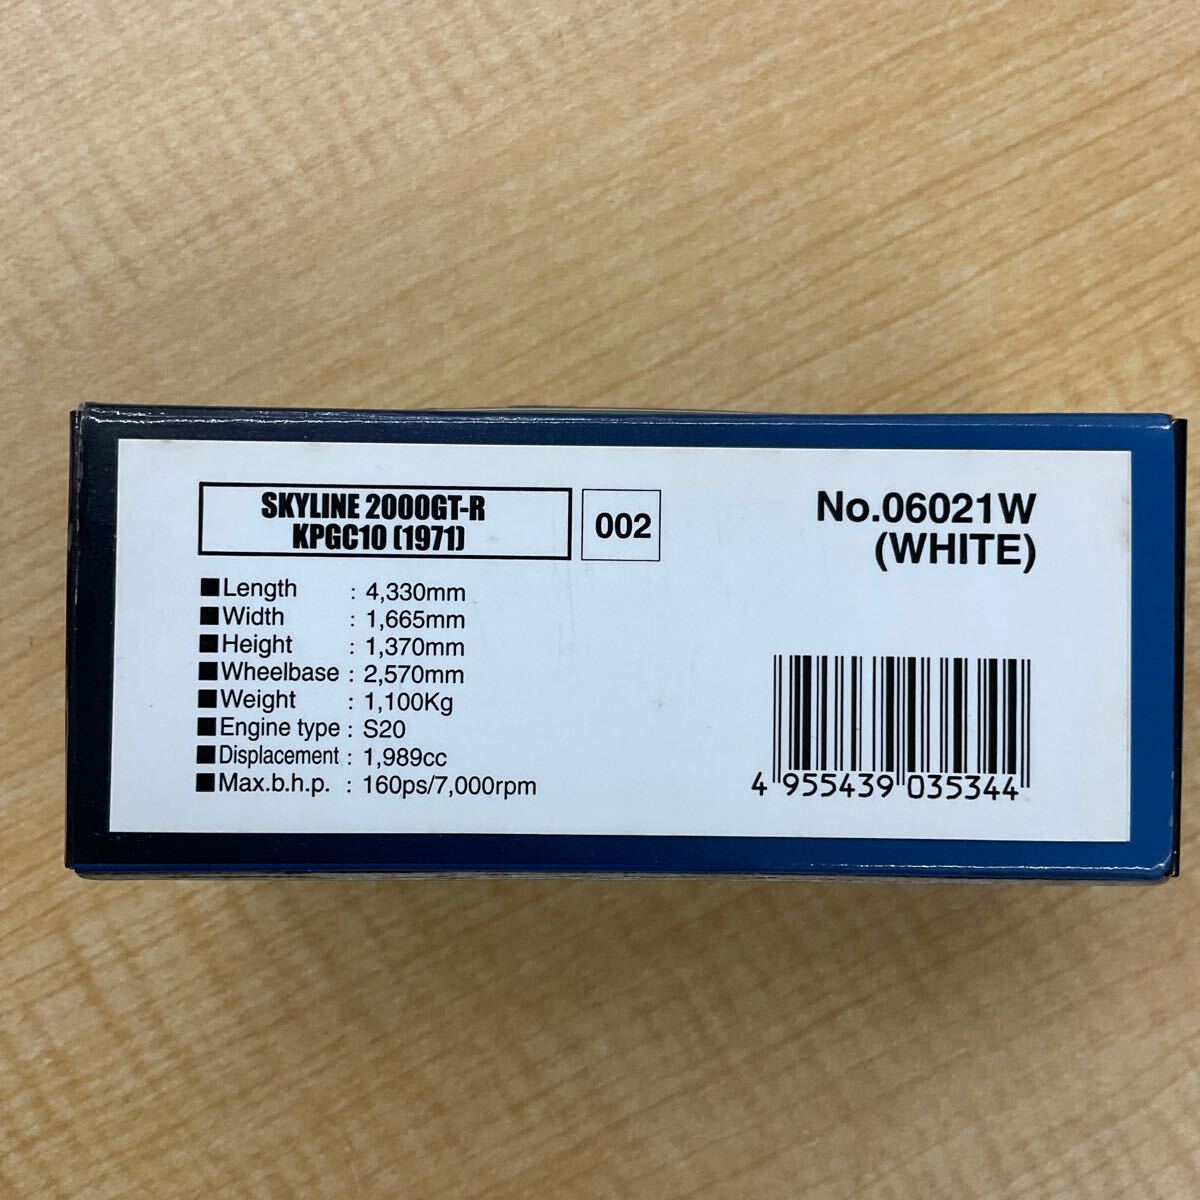 SKYLINE 2000GT-R
KPGC10 (1971)
002
No.06021W
(WHITE)
■Length : 4,330mm
■Width : 1,665mm
■Height : 1,370mm
■Wheelbase : 2,570mm
■Weight : 1,100Kg
■Engine type : S20
■Displacement : 1,989cc
■Max.b.h.p. : 160ps/7,000rpm
4 955439 035344